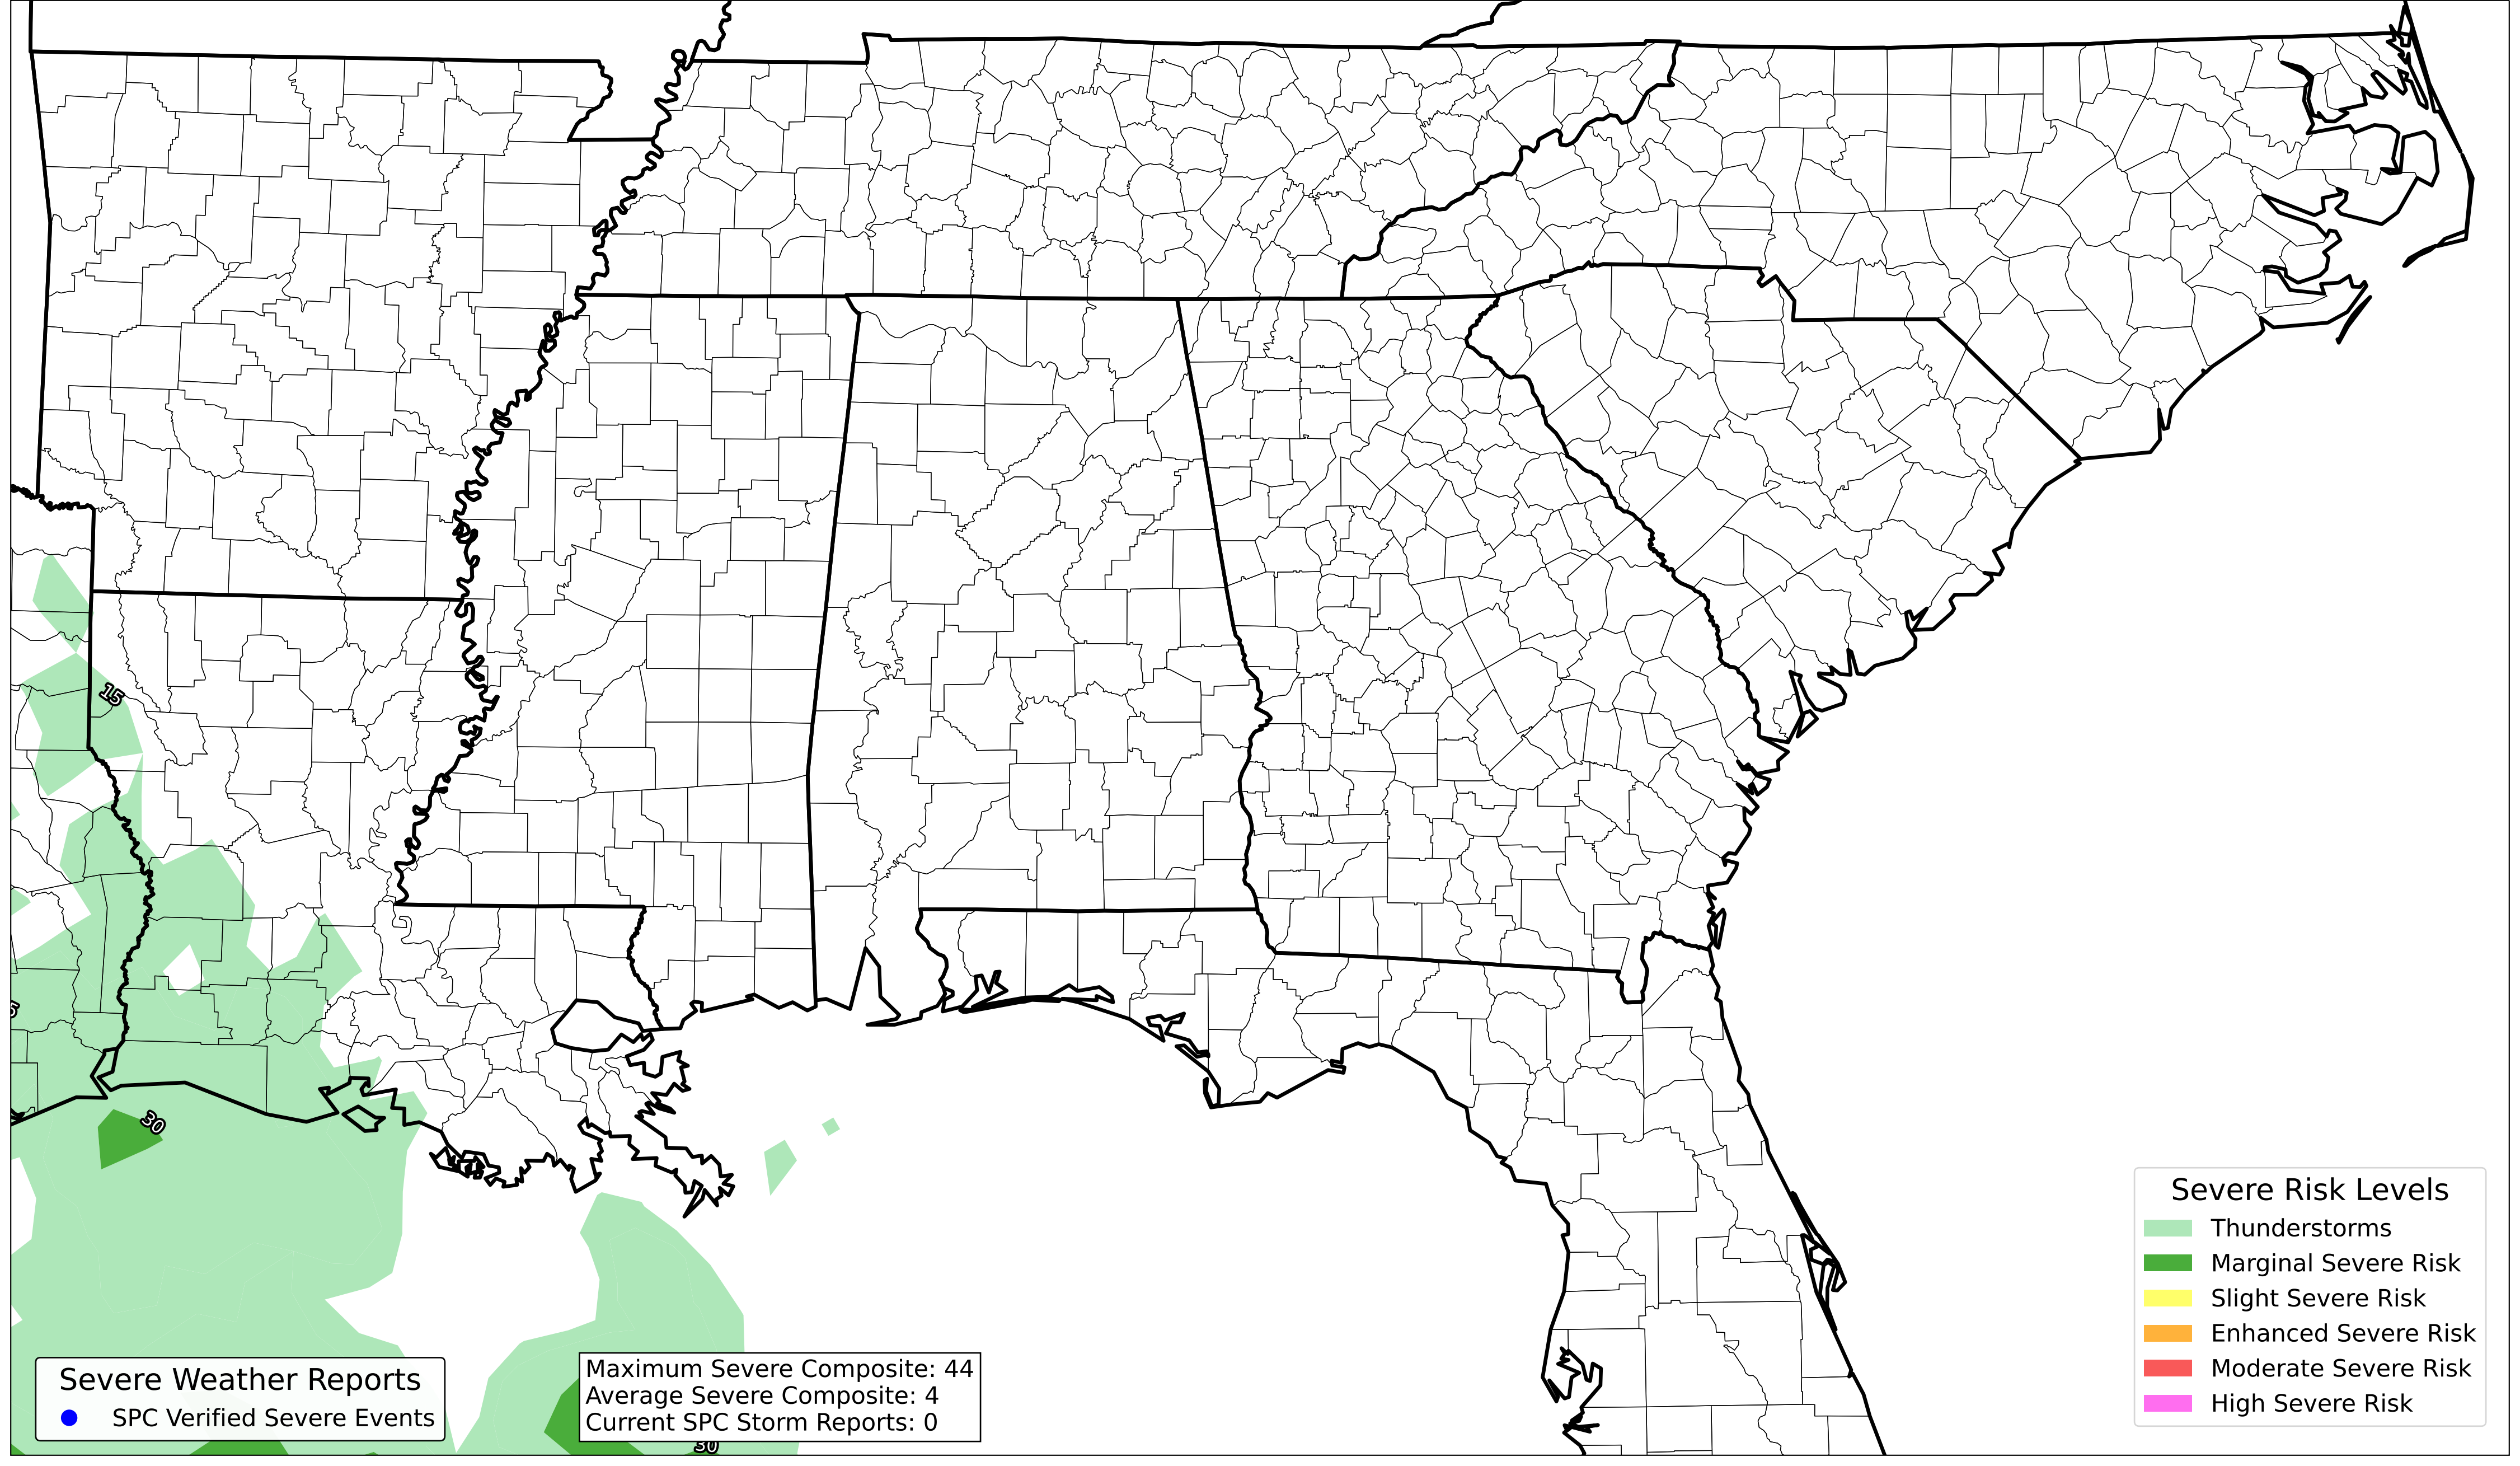 15
5
30
Severe Risk Levels
Thunderstorms
Marginal Severe Risk
Slight Severe Risk
Enhanced Severe Risk
Moderate Severe Risk
High Severe Risk
Severe Weather Reports
SPC Verified Severe Events
Maximum Severe Composite: 44
Average Severe Composite: 4
Current SPC Storm Reports: 0
30